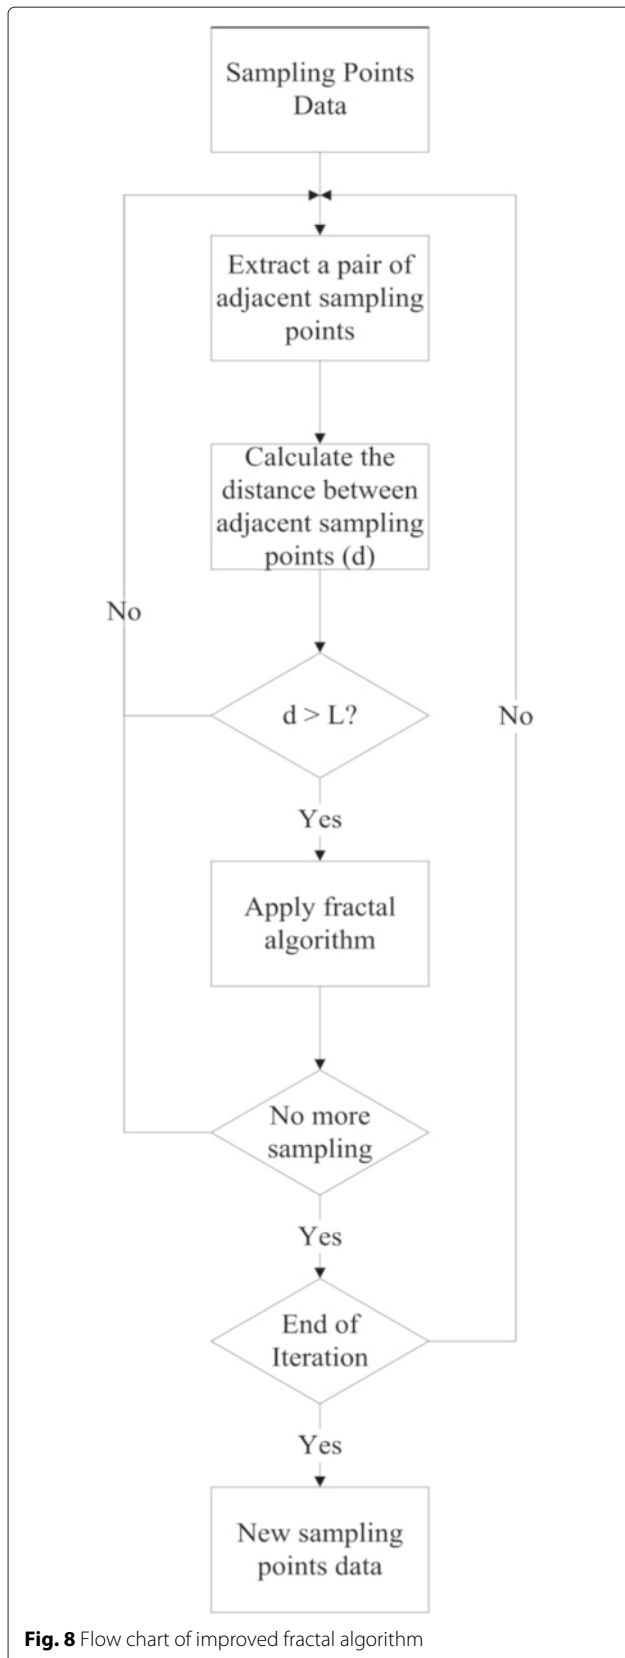 Sampling Points
Data
Extract a pair of
adjacent sampling
points
Calculate the
distance between
adjacent sampling
points (d)
No
d > L?
No
Yes
Apply fractal
algorithm
No more
sampling
Yes
End of
Iteration
Yes
New sampling
points data
Fig. 8 Flow chart of improved fractal algorithm